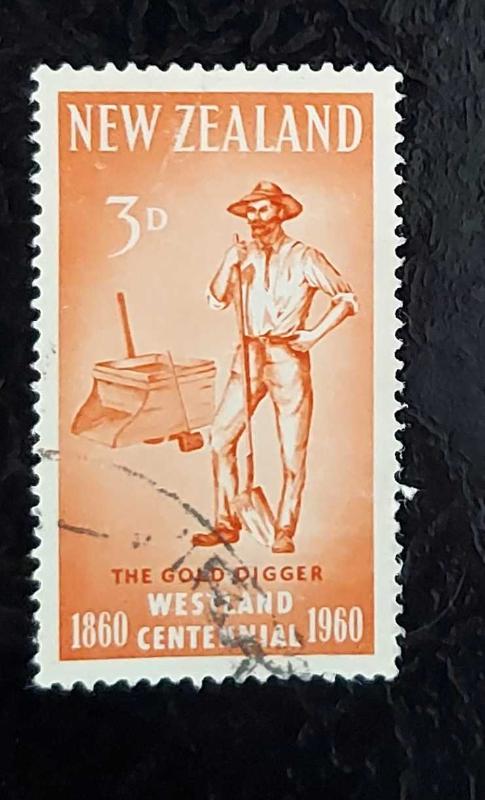 NEW ZEALAND
3D
THE GOLD DIGGER
WESTLAND
1860 CENTENNIAL 1960